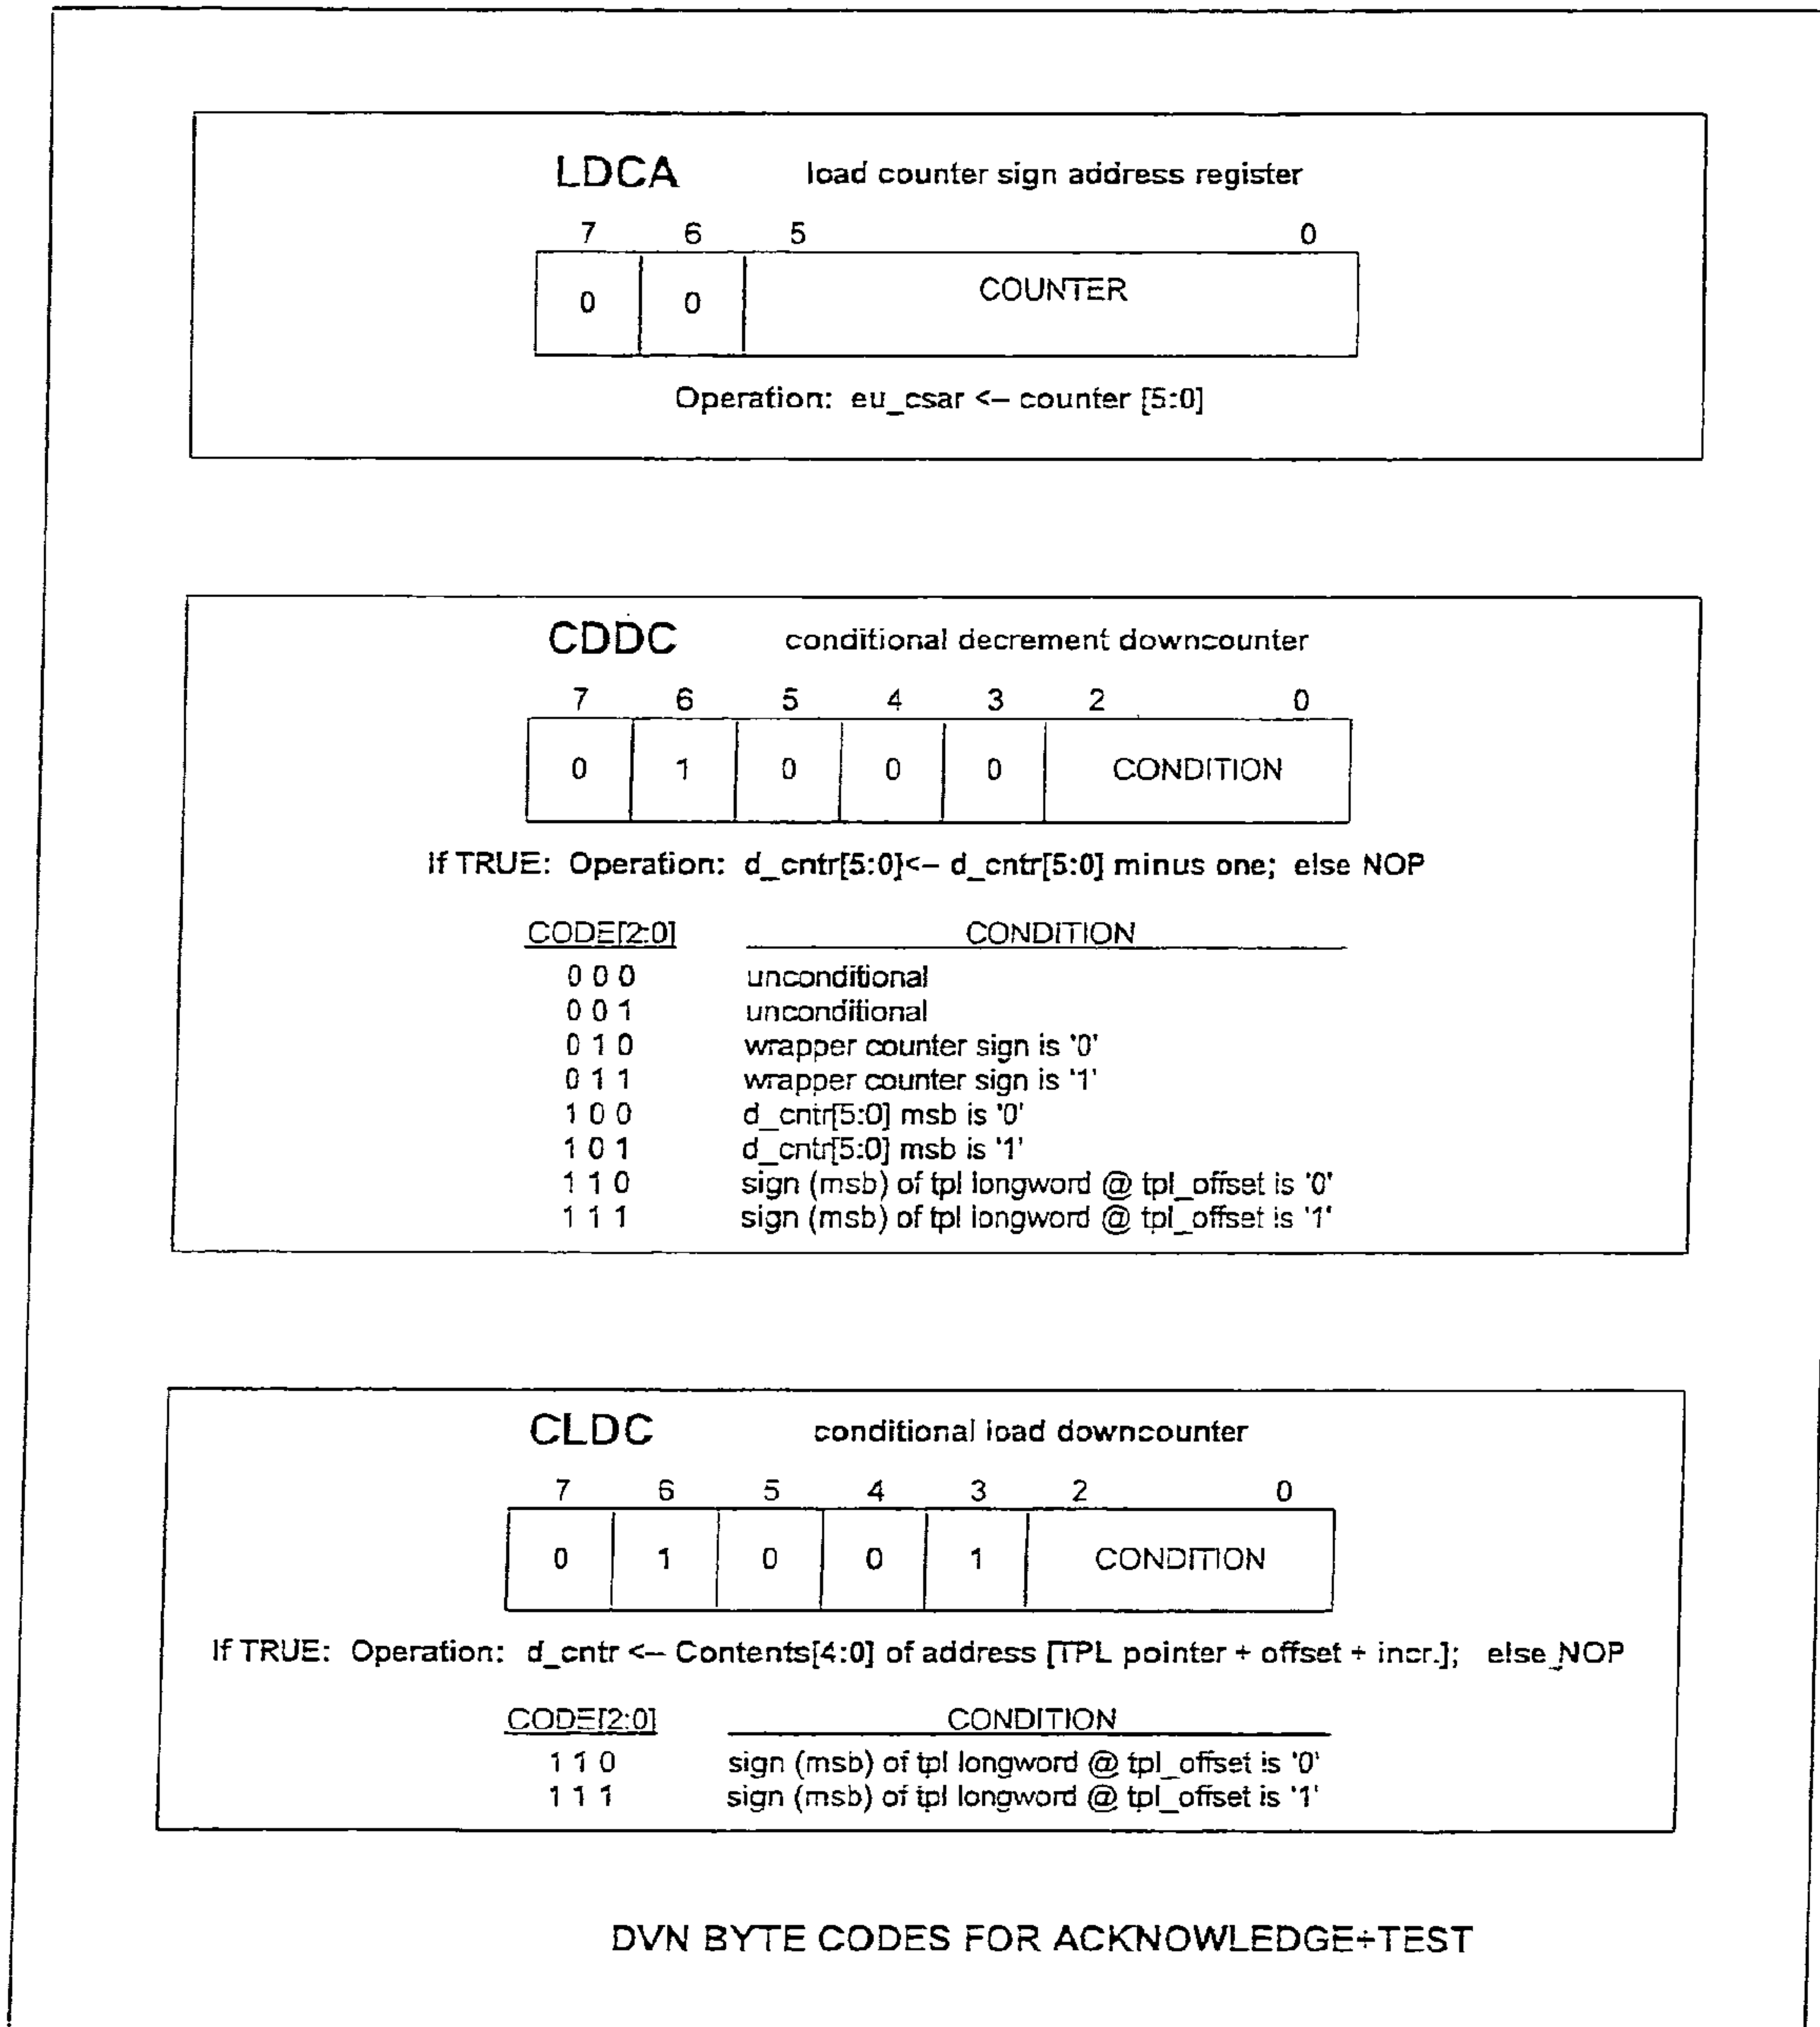 LDCA load counter sign address register
7 6 5 0
0 0 COUNTER
Operation: eu_csar <– counter [5:0]
CDDC conditional decrement downcounter
7 6 5 4 3 2 0
0 1 0 0 0 CONDITION
If TRUE: Operation: d_cntr[5:0]<– d_cntr[5:0] minus one; else NOP
CODE[2:0] CONDITION
0 0 0 unconditional
0 0 1 unconditional
0 1 0 wrapper counter sign is '0'
0 1 1 wrapper counter sign is '1'
1 0 0 d_cntr[5:0] msb is '0'
1 0 1 d_cntr[5:0] msb is '1'
1 1 0 sign (msb) of tpl longword @ tpl_offset is '0'
1 1 1 sign (msb) of tpl longword @ tpl_offset is '1'
CLDC conditional load downcounter
7 6 5 4 3 2 0
0 1 0 0 1 CONDITION
If TRUE: Operation: d_cntr <– Contents[4:0] of address [TPL pointer + offset + incr.]; else NOP
CODE[2:0] CONDITION
1 1 0 sign (msb) of tpl longword @ tpl_offset is '0'
1 1 1 sign (msb) of tpl longword @ tpl_offset is '1'
DVN BYTE CODES FOR ACKNOWLEDGE+TEST